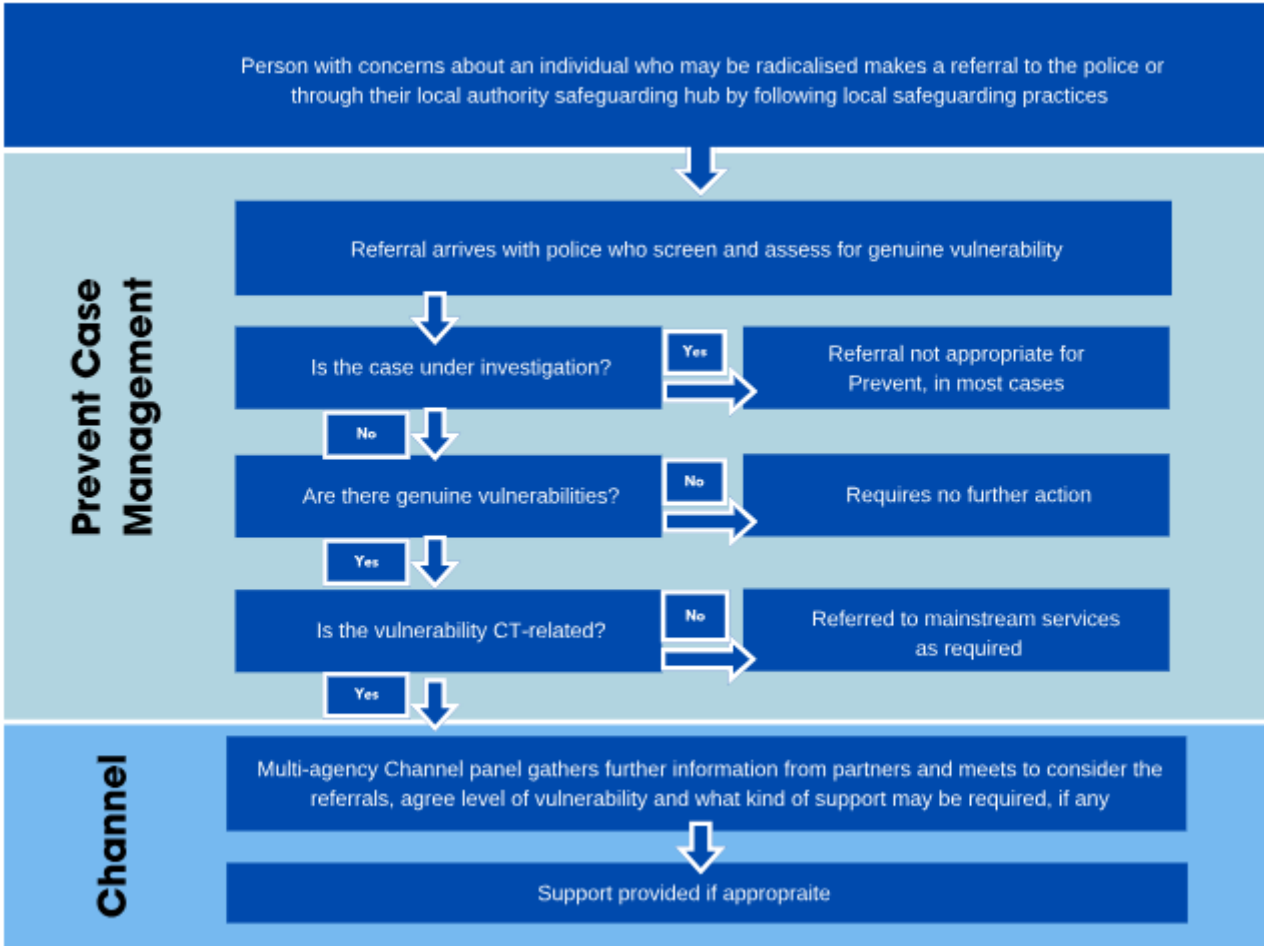 Person with concerns about an individual who may be radicalised makes a referral to the police or
through their local authority safeguarding hub by following local safeguarding practices
Prevent Case
Management
Referral arrives with police who screen and assess for genuine vulnerability
Is the case under investigation?
Yes
Referral not appropriate for
Prevent, in most cases
No
Are there genuine vulnerabilities?
No
Requires no further action
Yes
Is the vulnerability CT-related?
No
Referred to mainstream services
as required
Yes
Channel
Multi-agency Channel panel gathers further information from partners and meets to consider the
referrals, agree level of vulnerability and what kind of support may be required, if any
Support provided if appropraite